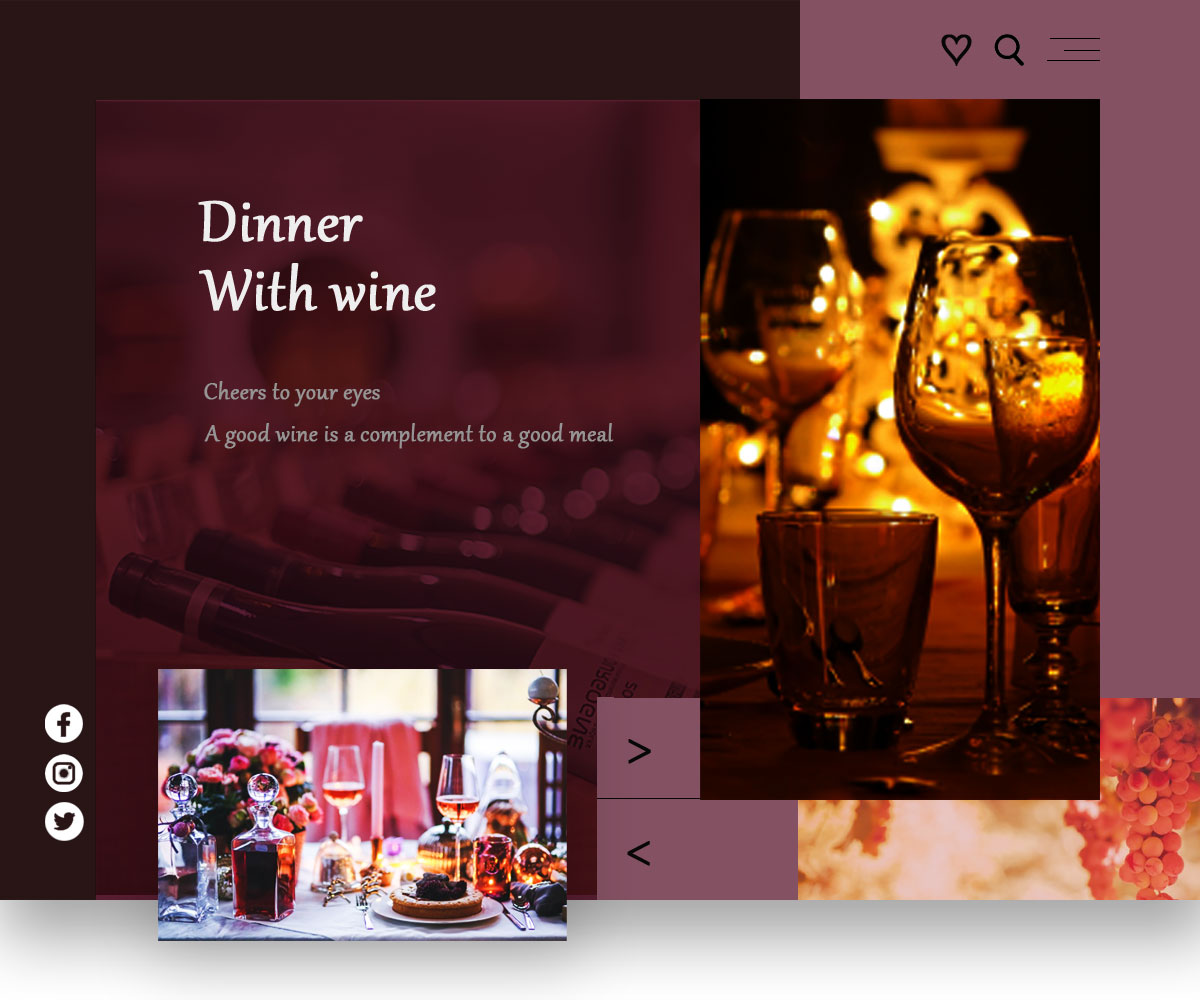 Dinner
With wine
Cheers to your eyes
A good wine is a complement to a good meal
>
<